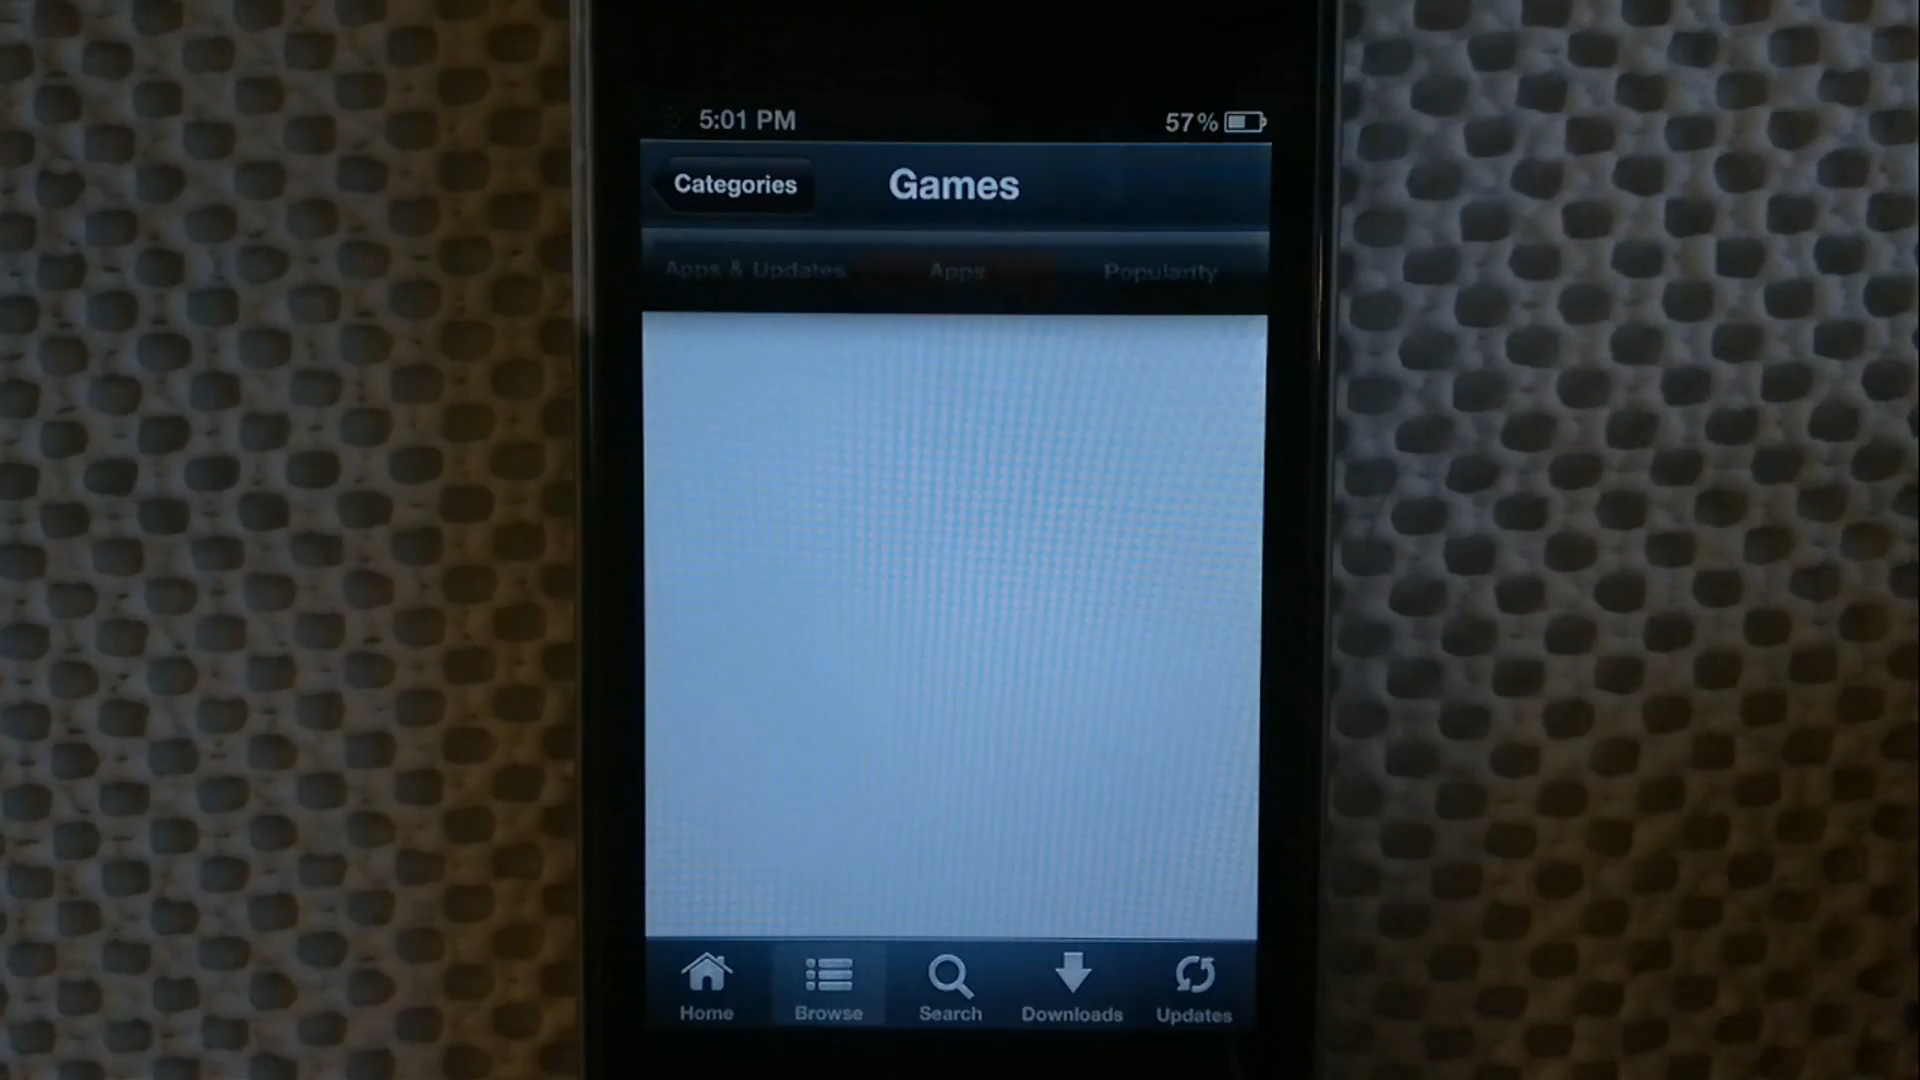 5:01 PM 57%
Categories Games
Apps & Updates Apps Popularity
Home Browse Search Downloads Updates